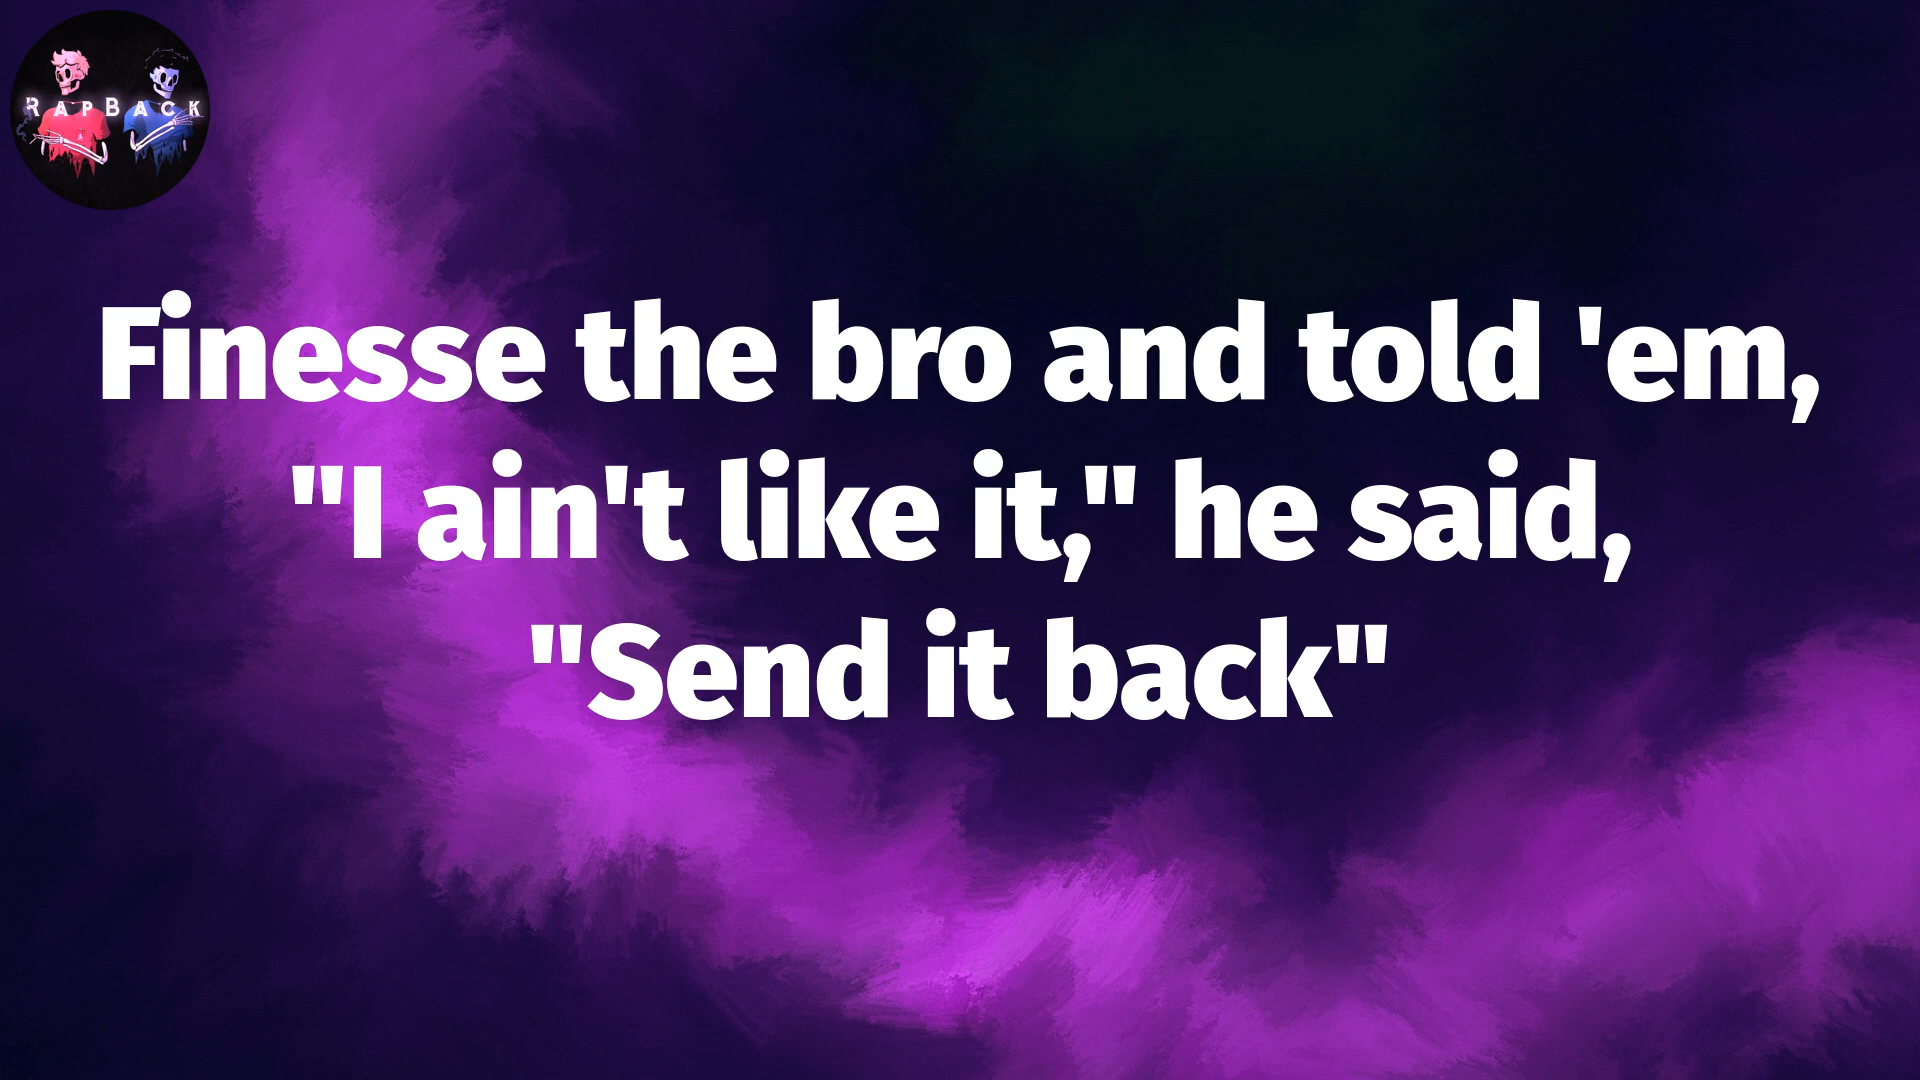 RAPBACK
Finesse the bro and told 'em,
"I ain't like it," he said,
"Send it back"